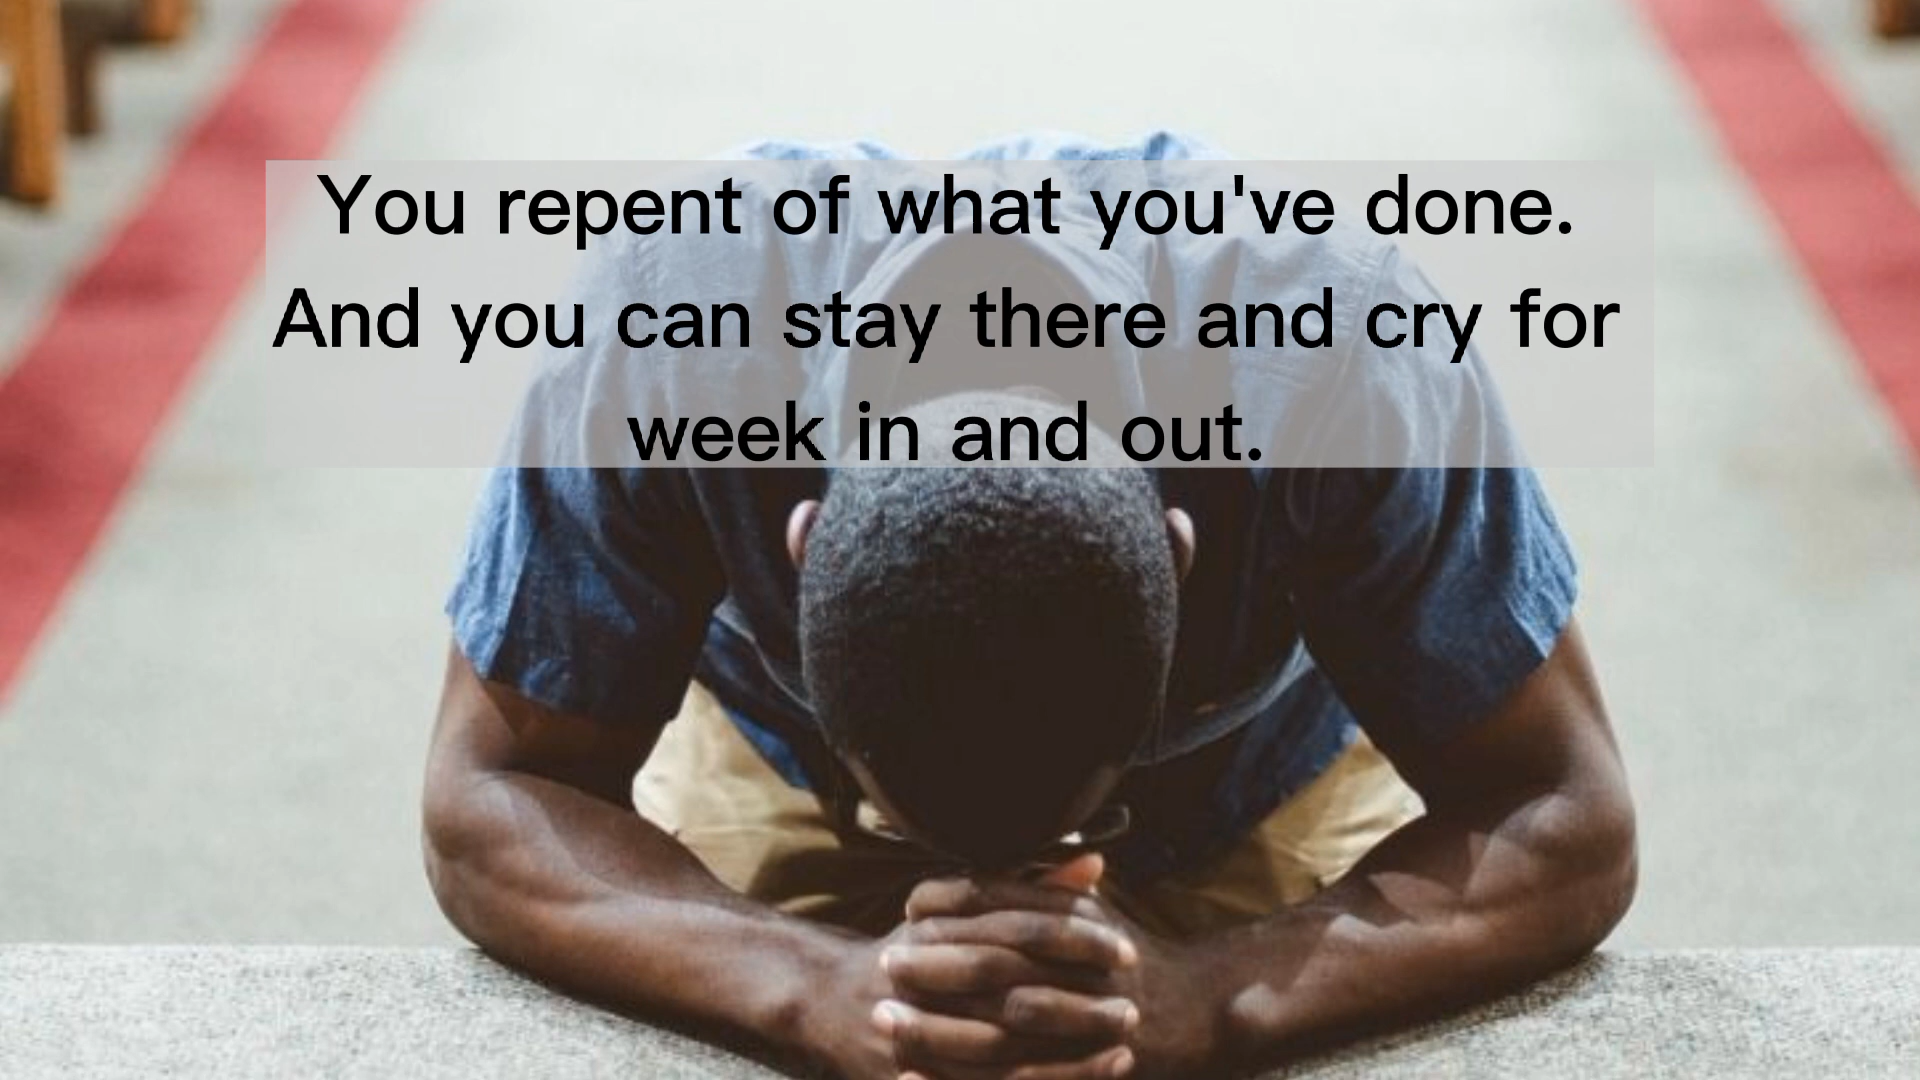 You repent of what you've done.
And you can stay there and cry for
week in and out.